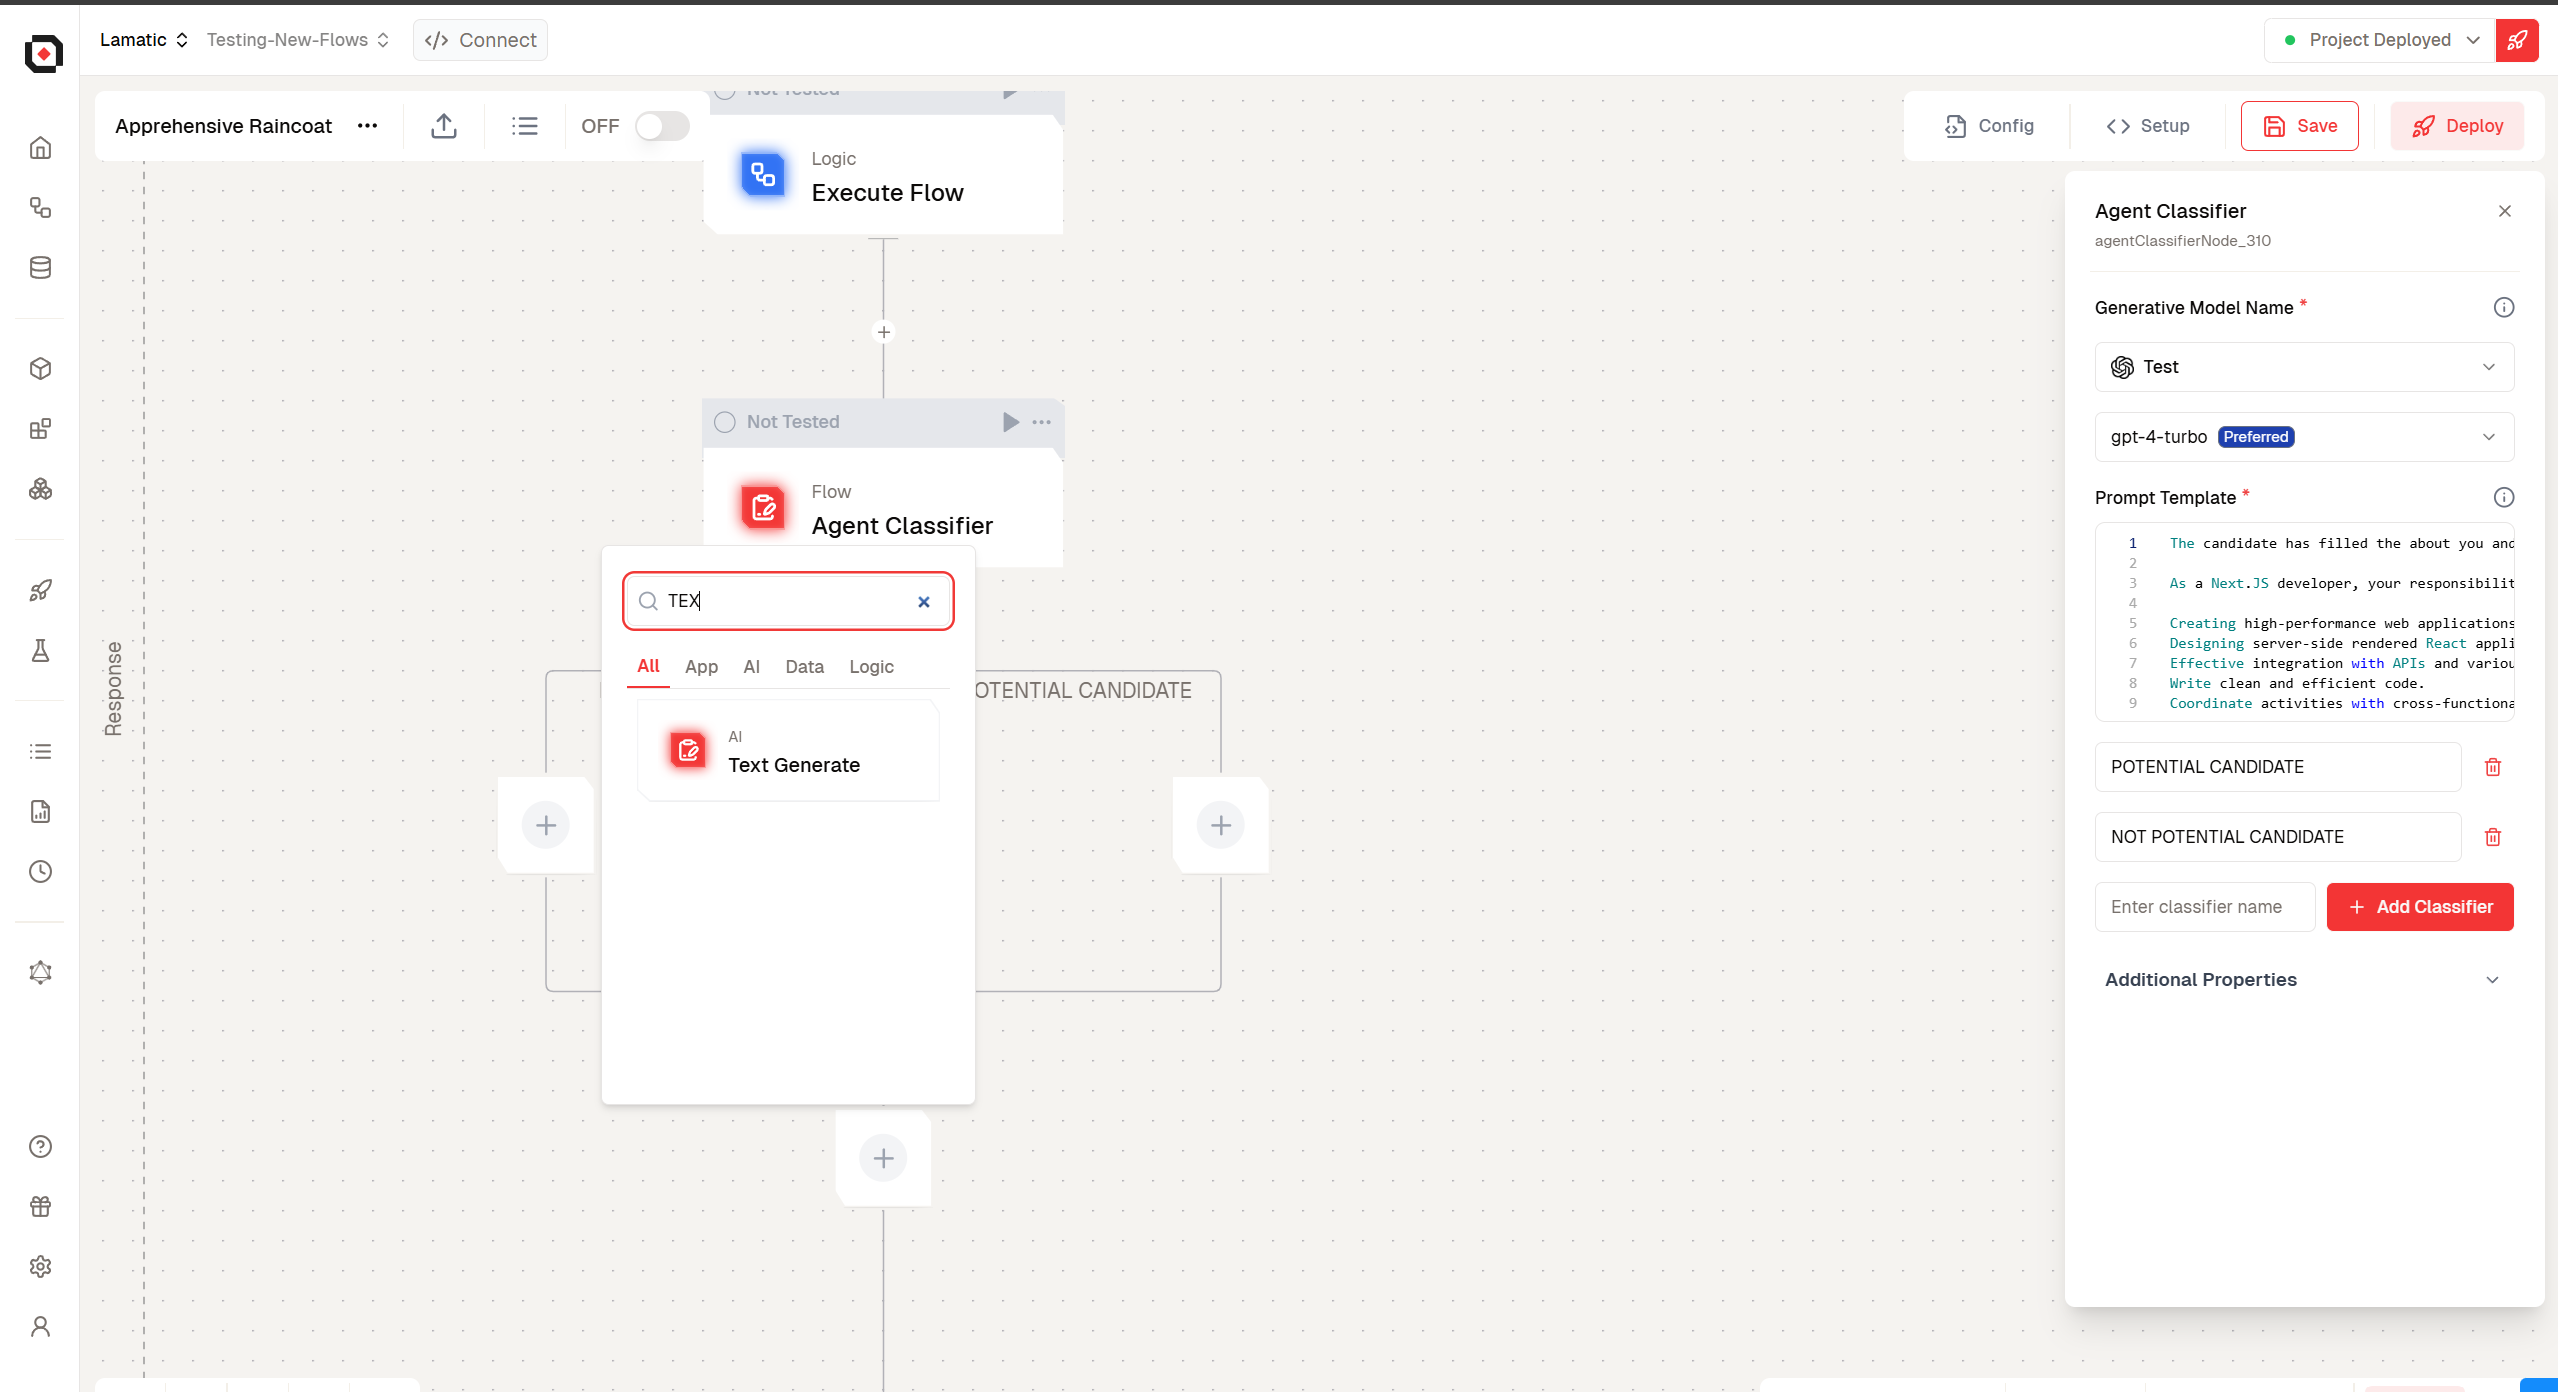 Lamatic Testing-New-Flows Connect
Project Deployed
Apprehensive Raincoat
OFF
Config
Setup
Save
Deploy
Not Tested
Logic
Execute Flow
Not Tested
Flow
Agent Classifier
TEX
All App AI Data Logic
AI
Text Generate
OTENTIAL CANDIDATE
Response
Agent Classifier
agentClassifierNode_310
Generative Model Name *
Test
gpt-4-turbo Preferred
Prompt Template *
1 The candidate has filled the about you and
2
3 As a Next.JS developer, your responsibilit
4
5 Creating high-performance web applications
6 Designing server-side rendered React appli
7 Effective integration with APIs and variou
8 Write clean and efficient code.
9 Coordinate activities with cross-functiona
POTENTIAL CANDIDATE
NOT POTENTIAL CANDIDATE
Enter classifier name
Add Classifier
Additional Properties